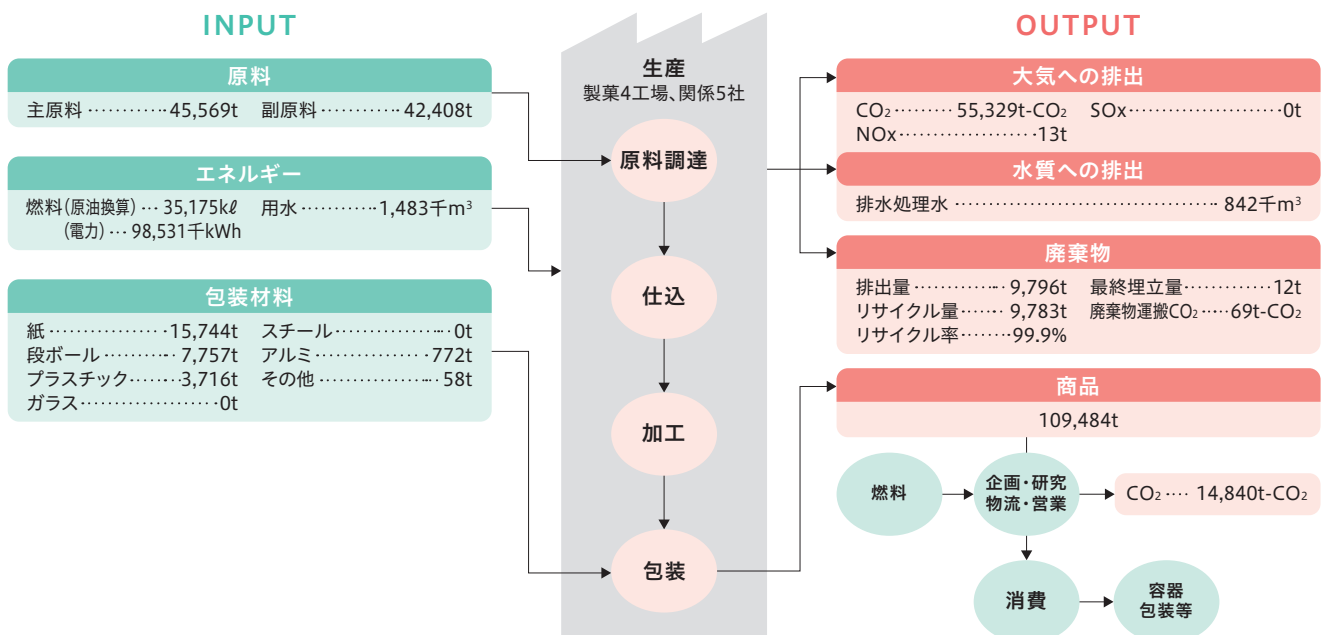 INPUT
原料
主原料 ············ 45,569t 副原料 ············ 42,408t
エネルギー
燃料(原油換算) ··· 35,175kℓ 用水 ············ 1,483千m³
(電力) ··· 98,531千kWh
包装材料
紙 ·················· 15,744t スチール ·················· 0t
段ボール ············ 7,757t アルミ ·················· 772t
プラスチック ········ 3,716t その他 ·················· 58t
ガラス ····················· 0t
生産
製菓4工場、関係5社
原料調達
仕込
加工
包装
OUTPUT
大気への排出
CO₂ ········· 55,329t-CO₂ SOx ······················ 0t
NOx ····················· 13t
水質への排出
排水処理水 ········································ 842千m³
廃棄物
排出量 ············· 9,796t 最終埋立量 ············· 12t
リサイクル量 ········ 9,783t 廃棄物運搬CO₂ ······ 69t-CO₂
リサイクル率 ········ 99.9%
商品
109,484t
燃料
企画・研究
物流・営業
CO₂ ···· 14,840t-CO₂
消費
容器
包装等